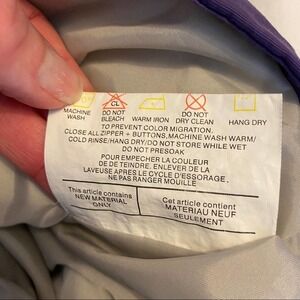 CL
MACHINE WASH
DO NOT BLEACH
WARM IRON
DO NOT DRY CLEAN
HANG DRY
TO PREVENT COLOR MIGRATION.
CLOSE ALL ZIPPER + BUTTONS, MACHINE WASH WARM/
COLD RINSE/HANG DRY/DO NOT STORE WHILE WET
DO NOT PRESOAK
POUR EMPECHER LA COULEUR
DE DE TEINDRE. ENLEVER DE LA
LAVEUSE APRES LE CYCLE D'ESSORAGE.
NE PAS RANGER MOUILLE
This article contains
NEW MATERIAL
ONLY
Cet article contient
MATERIAU NEUF
SEULEMENT